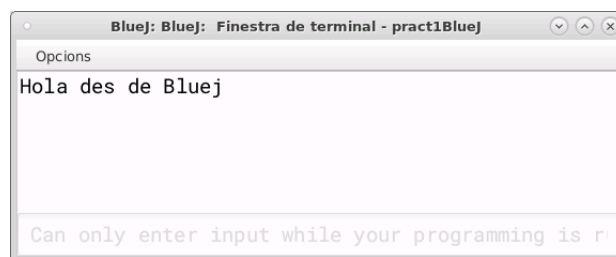 BlueJ: BlueJ: Finestra de terminal - pract1BlueJ
Opcions
Hola des de Bluej
Can only enter input while your programming is r